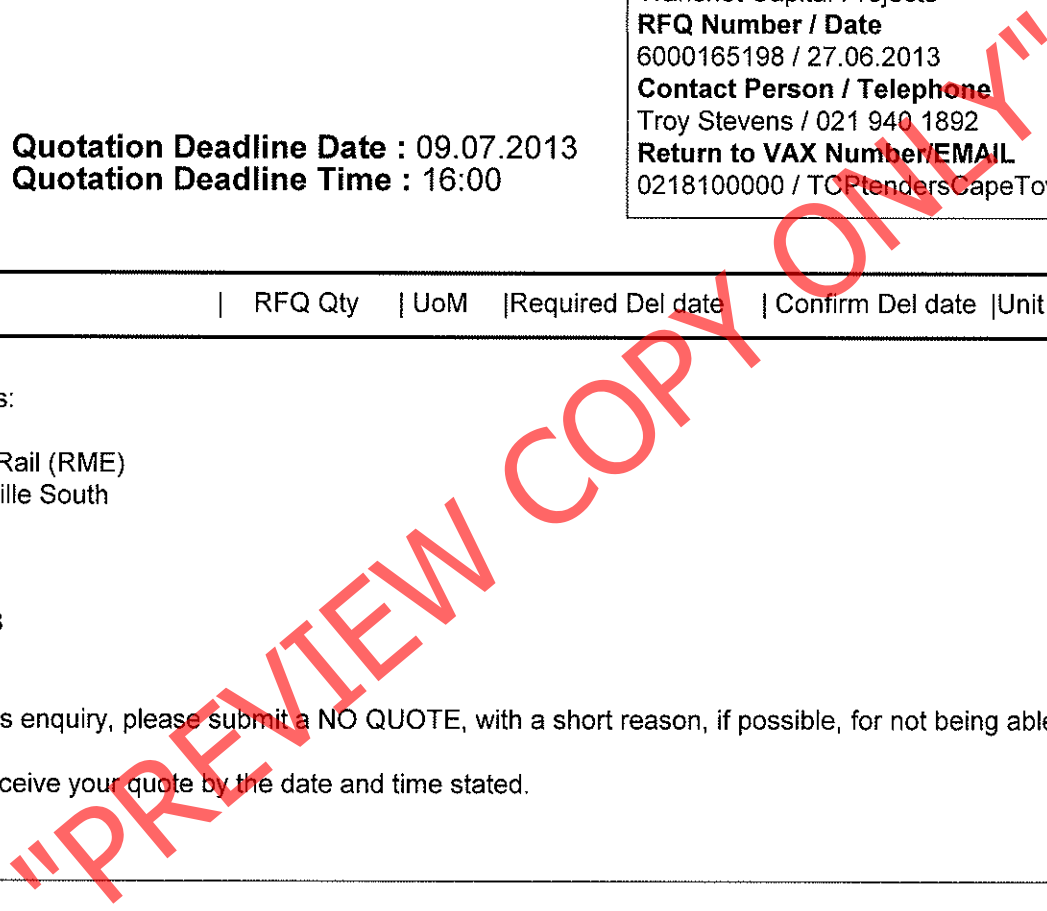 Capital Projects
RFQ Number / Date
6000165198 / 27.06.2013
Contact Person / Telephone
Troy Stevens / 021 940 1892
Return to VAX Number/EMAIL
0218100000 / TCPtendersCapeTo
Quotation Deadline Date : 09.07.2013
Quotation Deadline Time : 16:00
| RFQ Qty | UoM |Required Del date | Confirm Del date |Unit
s:
Rail (RME)
ille South
s enquiry, please submit a NO QUOTE, with a short reason, if possible, for not being able
ceive your quote by the date and time stated.
"PREVIEW COPY ONLY"